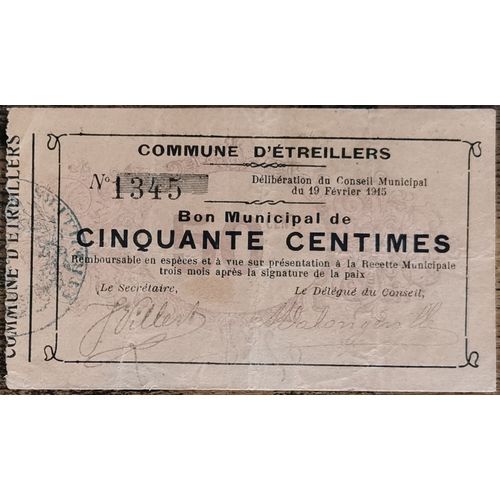 COMMUNE D'ÉTREILLERS
COMMUNE D'ÉTREILLERS
No 1345
Délibération du Conseil Municipal
du 19 Février 1915
Bon Municipal de
CINQUANTE CENTIMES
Remboursable en espèces et à vue sur présentation à la Recette Municipale
trois mois après la signature de la paix
Le Secrétaire,
Le Délégué du Conseil,